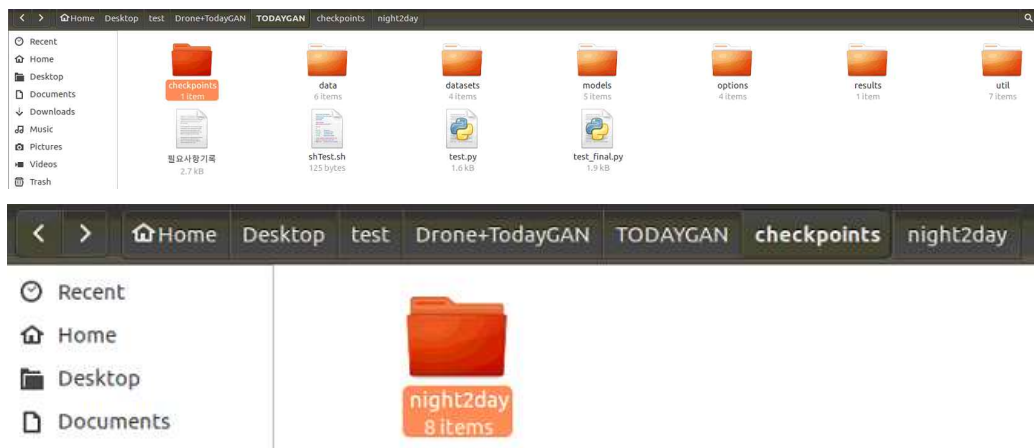 Home Desktop test Drone+TodayGAN TODAYGAN checkpoints night2day
Recent
Home
Desktop
Documents
Downloads
Music
Pictures
Videos
Trash
checkpoints data datasets models options results util
1 item 6 items 4 items 5 items 4 items 1 item 7 items
필요사항기록 shTest.sh test.py test_final.py
2.7 kB 125 bytes 1.6 kB 1.9 kB
Home Desktop test Drone+TodayGAN TODAYGAN checkpoints night2day
Recent
Home
Desktop
Documents
night2day
8 items